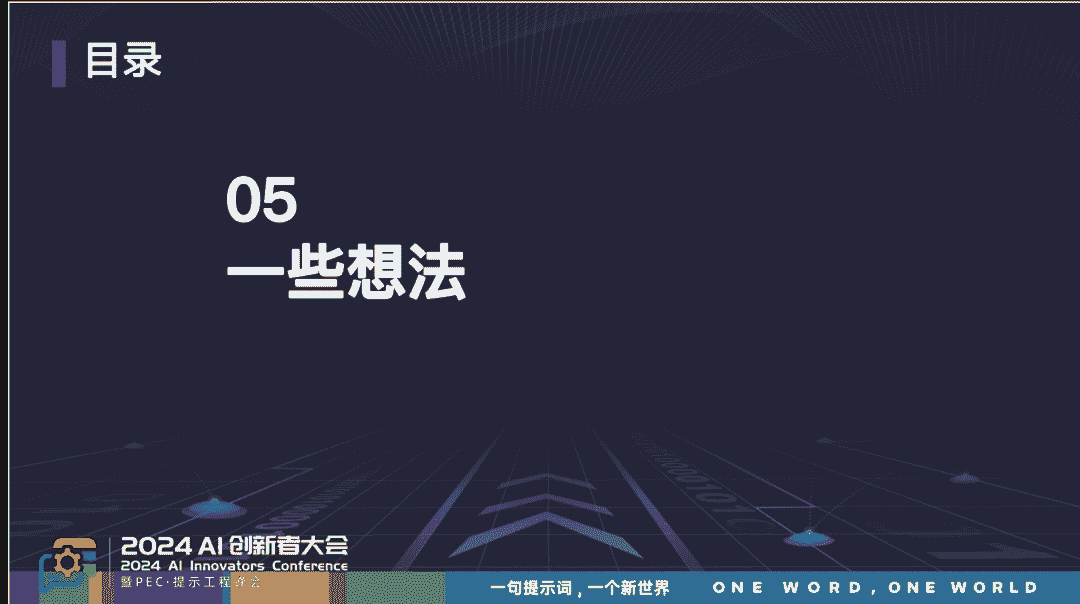 目录
05
一些想法
2024 AI 创新者大会
2024 AI Innovators Conference
暨PEC·提示工程峰会
一句提示词，一个新世界
ONE WORD, ONE WORLD